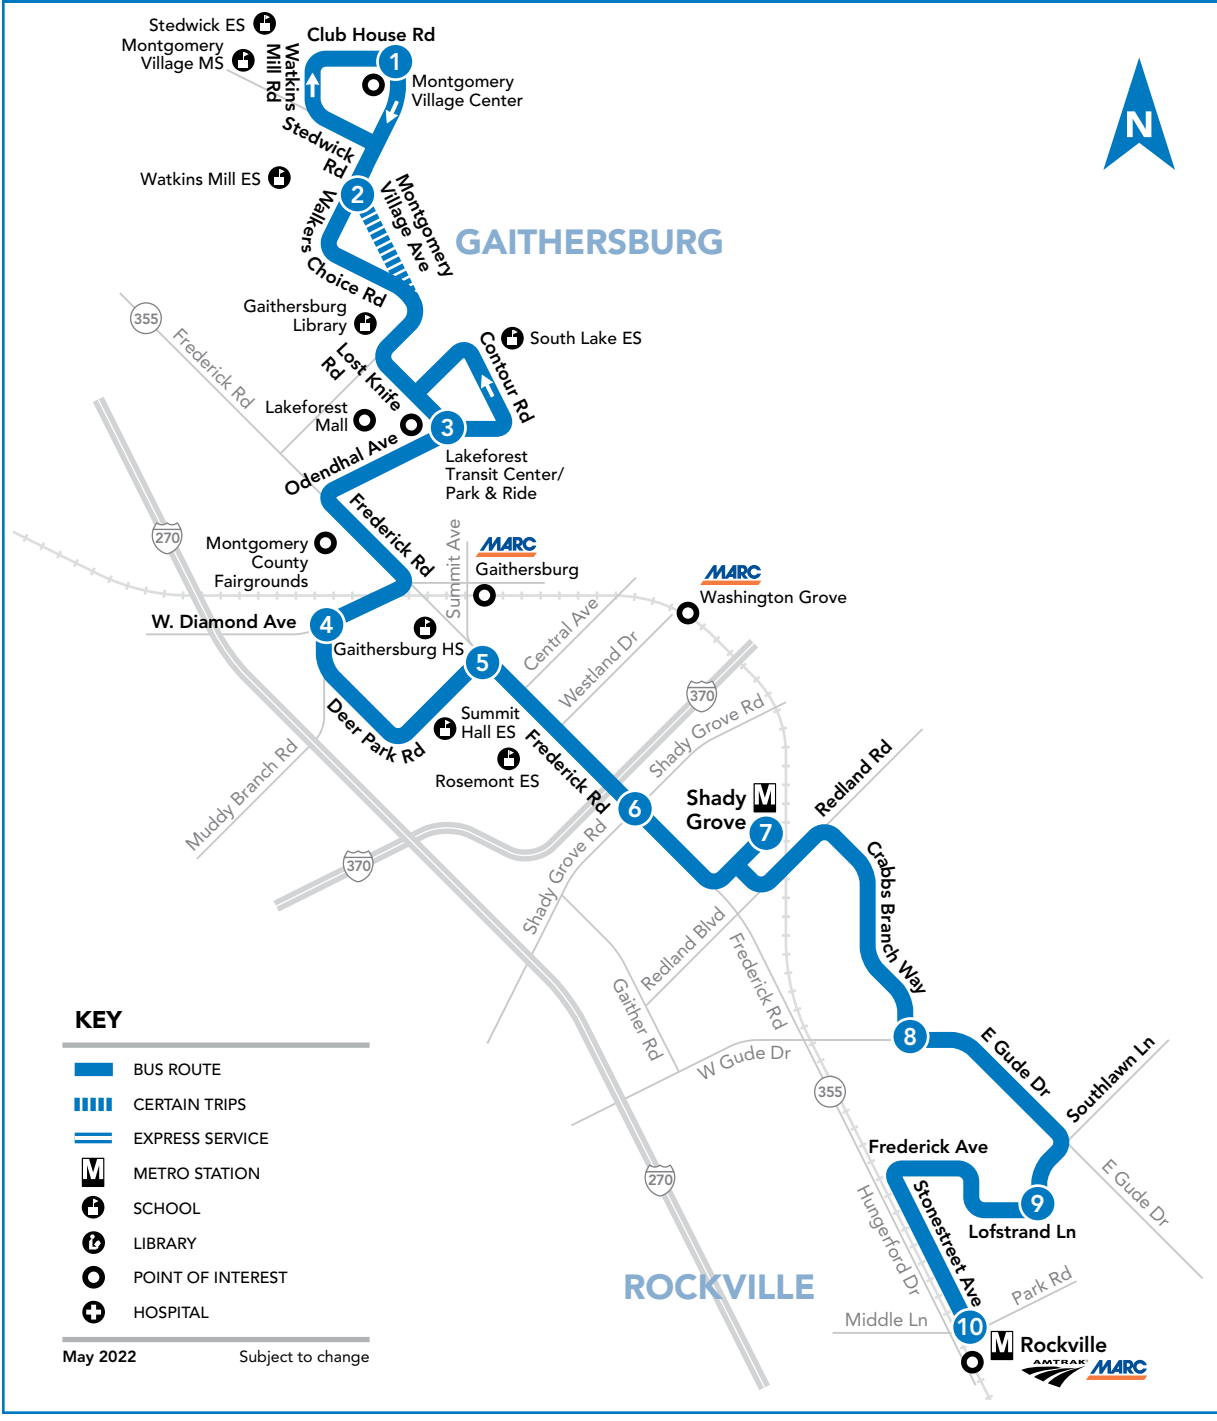 Stedwick ES
Montgomery
Village MS
Club House Rd
1
Watkins
Mill Rd
Montgomery
Village Center
N
Stedwick
Rd
Watkins Mill ES
2
Montgomery
Village Ave
Walkers
Choice Rd
GAITHERSBURG
Gaithersburg
Library
355
Frederick Rd
South Lake ES
Contour Rd
Lost Knife
Rd
Lakeforest
Mall
3
Odendhal Ave
Lakeforest
Transit Center/
Park & Ride
Frederick Rd
270
Montgomery
County
Fairgrounds
Summit Ave
MARC
Gaithersburg
MARC
Washington Grove
W. Diamond Ave
4
Gaithersburg HS
5
Central Ave
Westland Dr
370
Shady Grove Rd
Deer Park Rd
Summit
Hall ES
Rosemont ES
Frederick Rd
Muddy Branch Rd
6
Shady
Grove
M
7
Redland Rd
370
Shady Grove Rd
Crabbs Branch Way
Redland Blvd
Frederick Rd
Gaither Rd
W Gude Dr
8
E Gude Dr
Southlawn Ln
355
Frederick Ave
E Gude Dr
270
Hungerford Dr
Stonestreet Ave
9
Lofstrand Ln
ROCKVILLE
Park Rd
Middle Ln
10
M
Rockville
AMTRAK
MARC
KEY
BUS ROUTE
CERTAIN TRIPS
EXPRESS SERVICE
M
METRO STATION
SCHOOL
LIBRARY
POINT OF INTEREST
HOSPITAL
May 2022
Subject to change